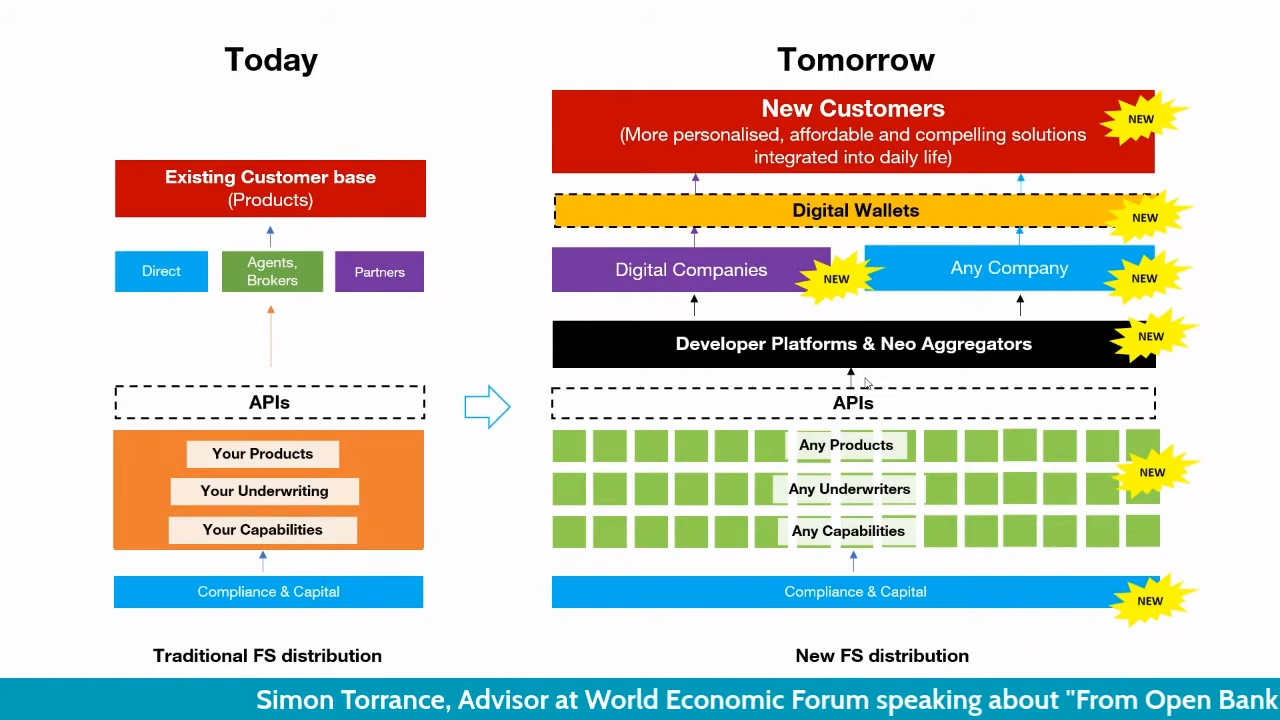 Today
Tomorrow
Existing Customer base
(Products)
Direct
Agents,
Brokers
Partners
APIs
Your Products
Your Underwriting
Your Capabilities
Compliance & Capital
Traditional FS distribution
New Customers
(More personalised, affordable and compelling solutions
integrated into daily life)
NEW
Digital Wallets
NEW
Digital Companies
NEW
Any Company
NEW
Developer Platforms & Neo Aggregators
NEW
APIs
Any Products
Any Underwriters
Any Capabilities
NEW
Compliance & Capital
NEW
New FS distribution
Simon Torrance, Advisor at World Economic Forum speaking about "From Open Bank